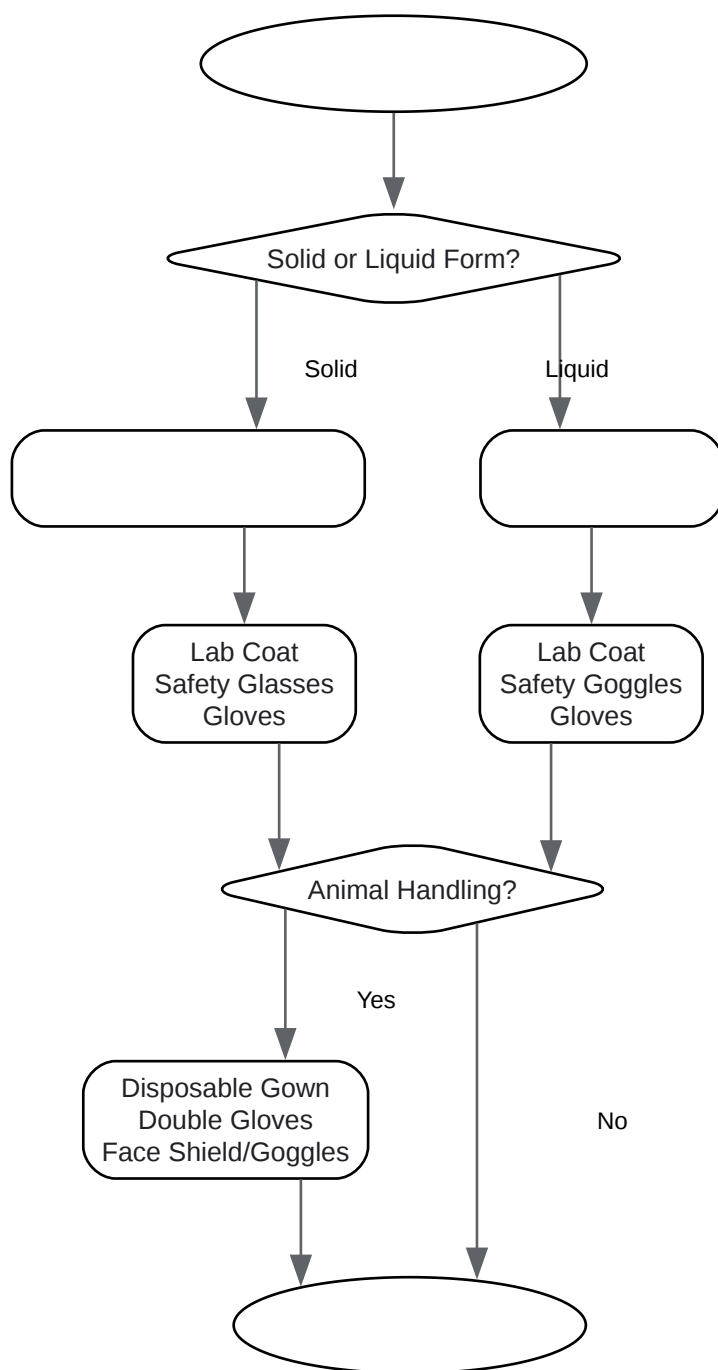 Solid or Liquid Form?
Solid
Liquid
Lab Coat
Safety Glasses
Gloves
Lab Coat
Safety Goggles
Gloves
Animal Handling?
Yes
Disposable Gown
Double Gloves
Face Shield/Goggles
No